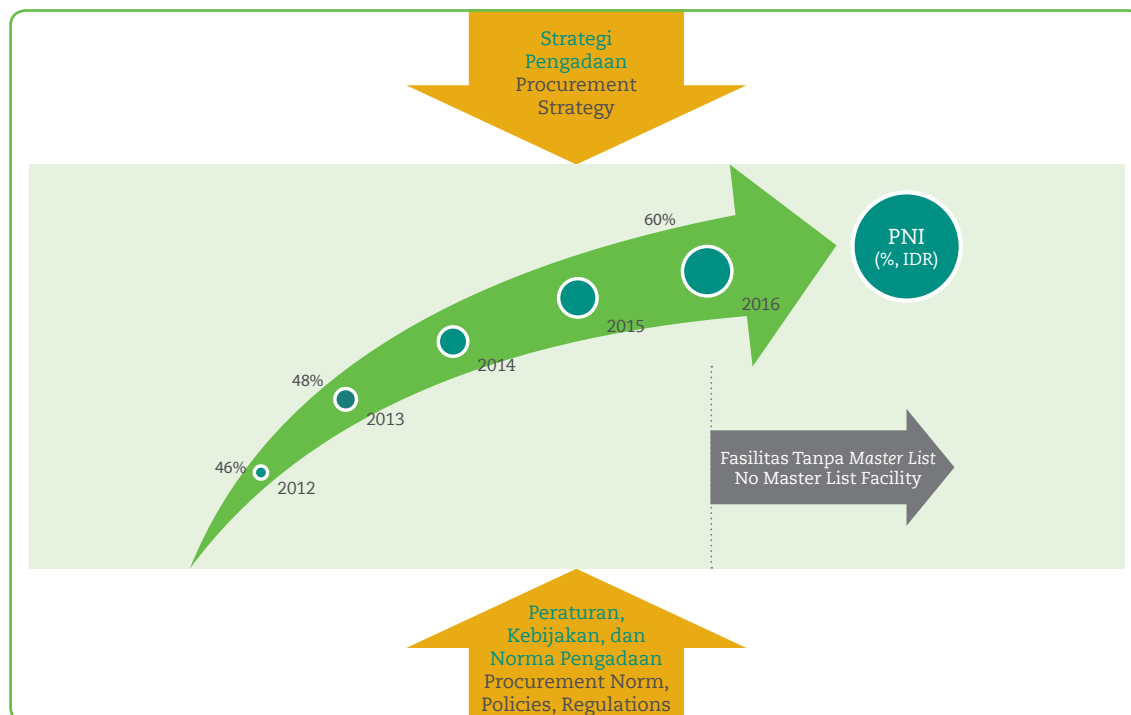 Strategi
Pengadaan
Procurement
Strategy
60%
PNI
(%, IDR)
2016
2015
2014
48%
2013
46%
2012
Fasilitas Tanpa Master List
No Master List Facility
Peraturan,
Kebijakan, dan
Norma Pengadaan
Procurement Norm,
Policies, Regulations